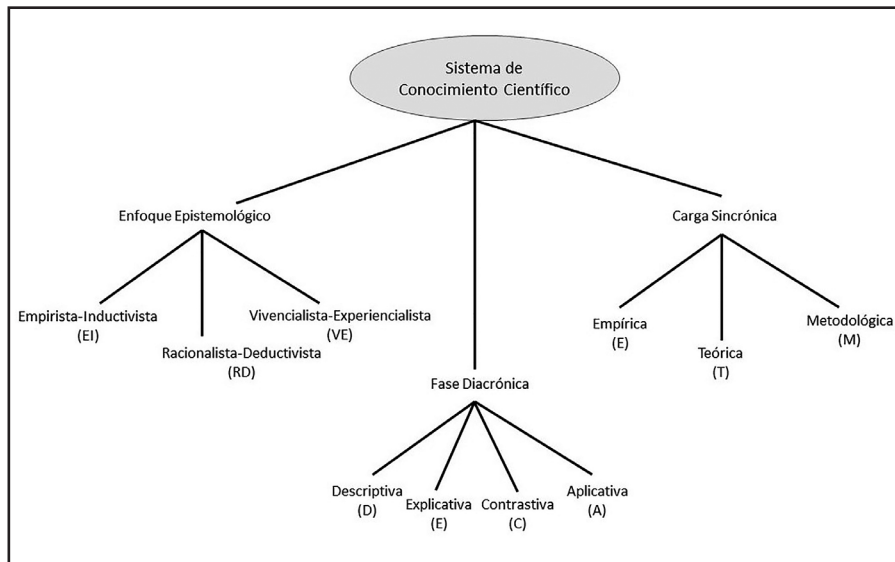 Sistema de
Conocimiento Científico
Enfoque Epistemológico
Carga Sincrónica
Empirista-Inductivista
(EI)
Racionalista-Deductivista
(RD)
Vivencialista-Experiencialista
(VE)
Empírica
(E)
Teórica
(T)
Metodológica
(M)
Fase Diacrónica
Descriptiva
(D)
Explicativa
(E)
Contrastiva
(C)
Aplicativa
(A)